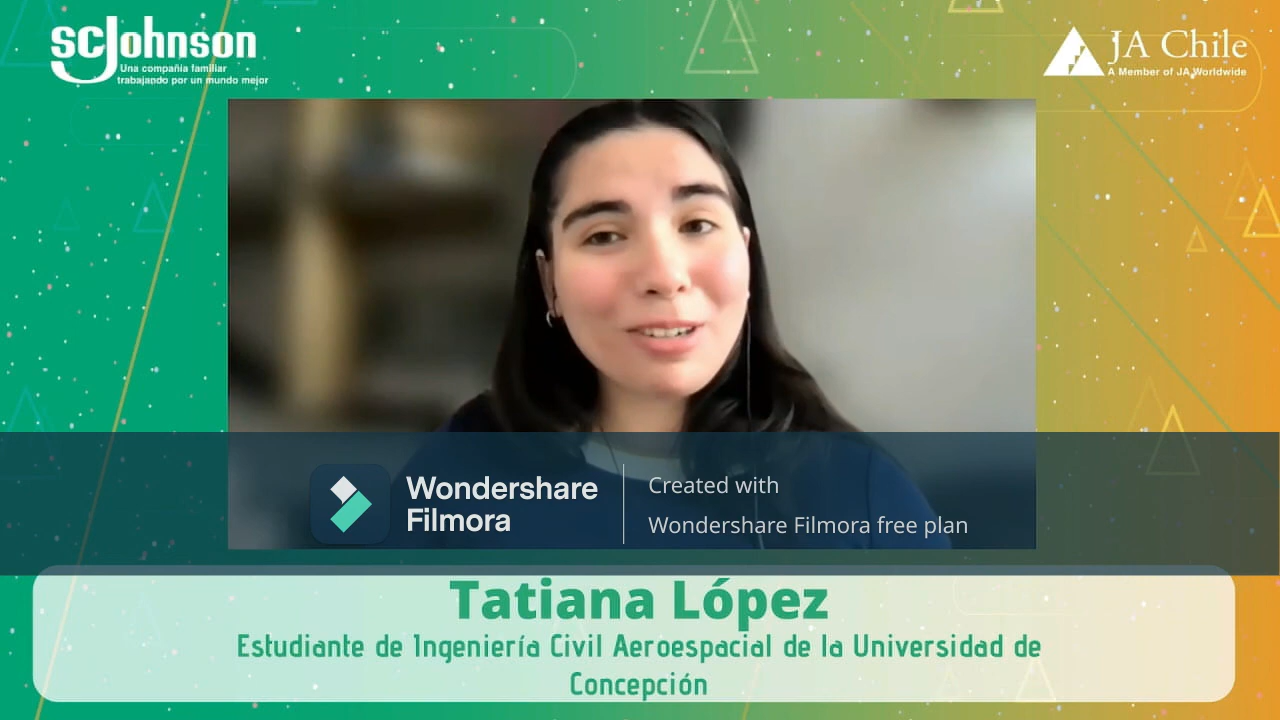 scJohnson
Una compañía familiar
trabajando por un mundo mejor
JA Chile
A Member of JA Worldwide
Wondershare
Filmora
Created with
Wondershare Filmora free plan
Tatiana López
Estudiante de Ingeniería Civil Aeroespacial de la Universidad de
Concepción